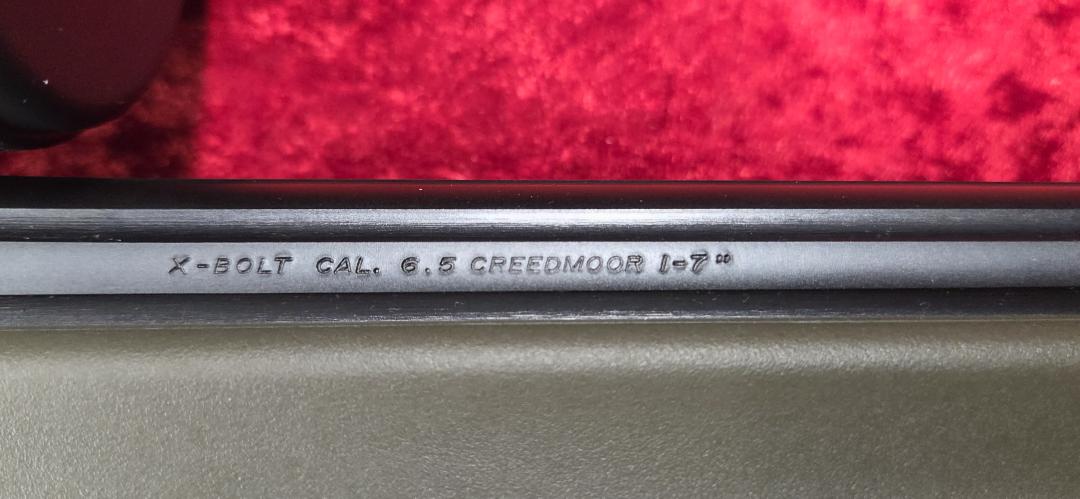 X-BOLT CAL. 6.5 CREEDMOOR 1-7"